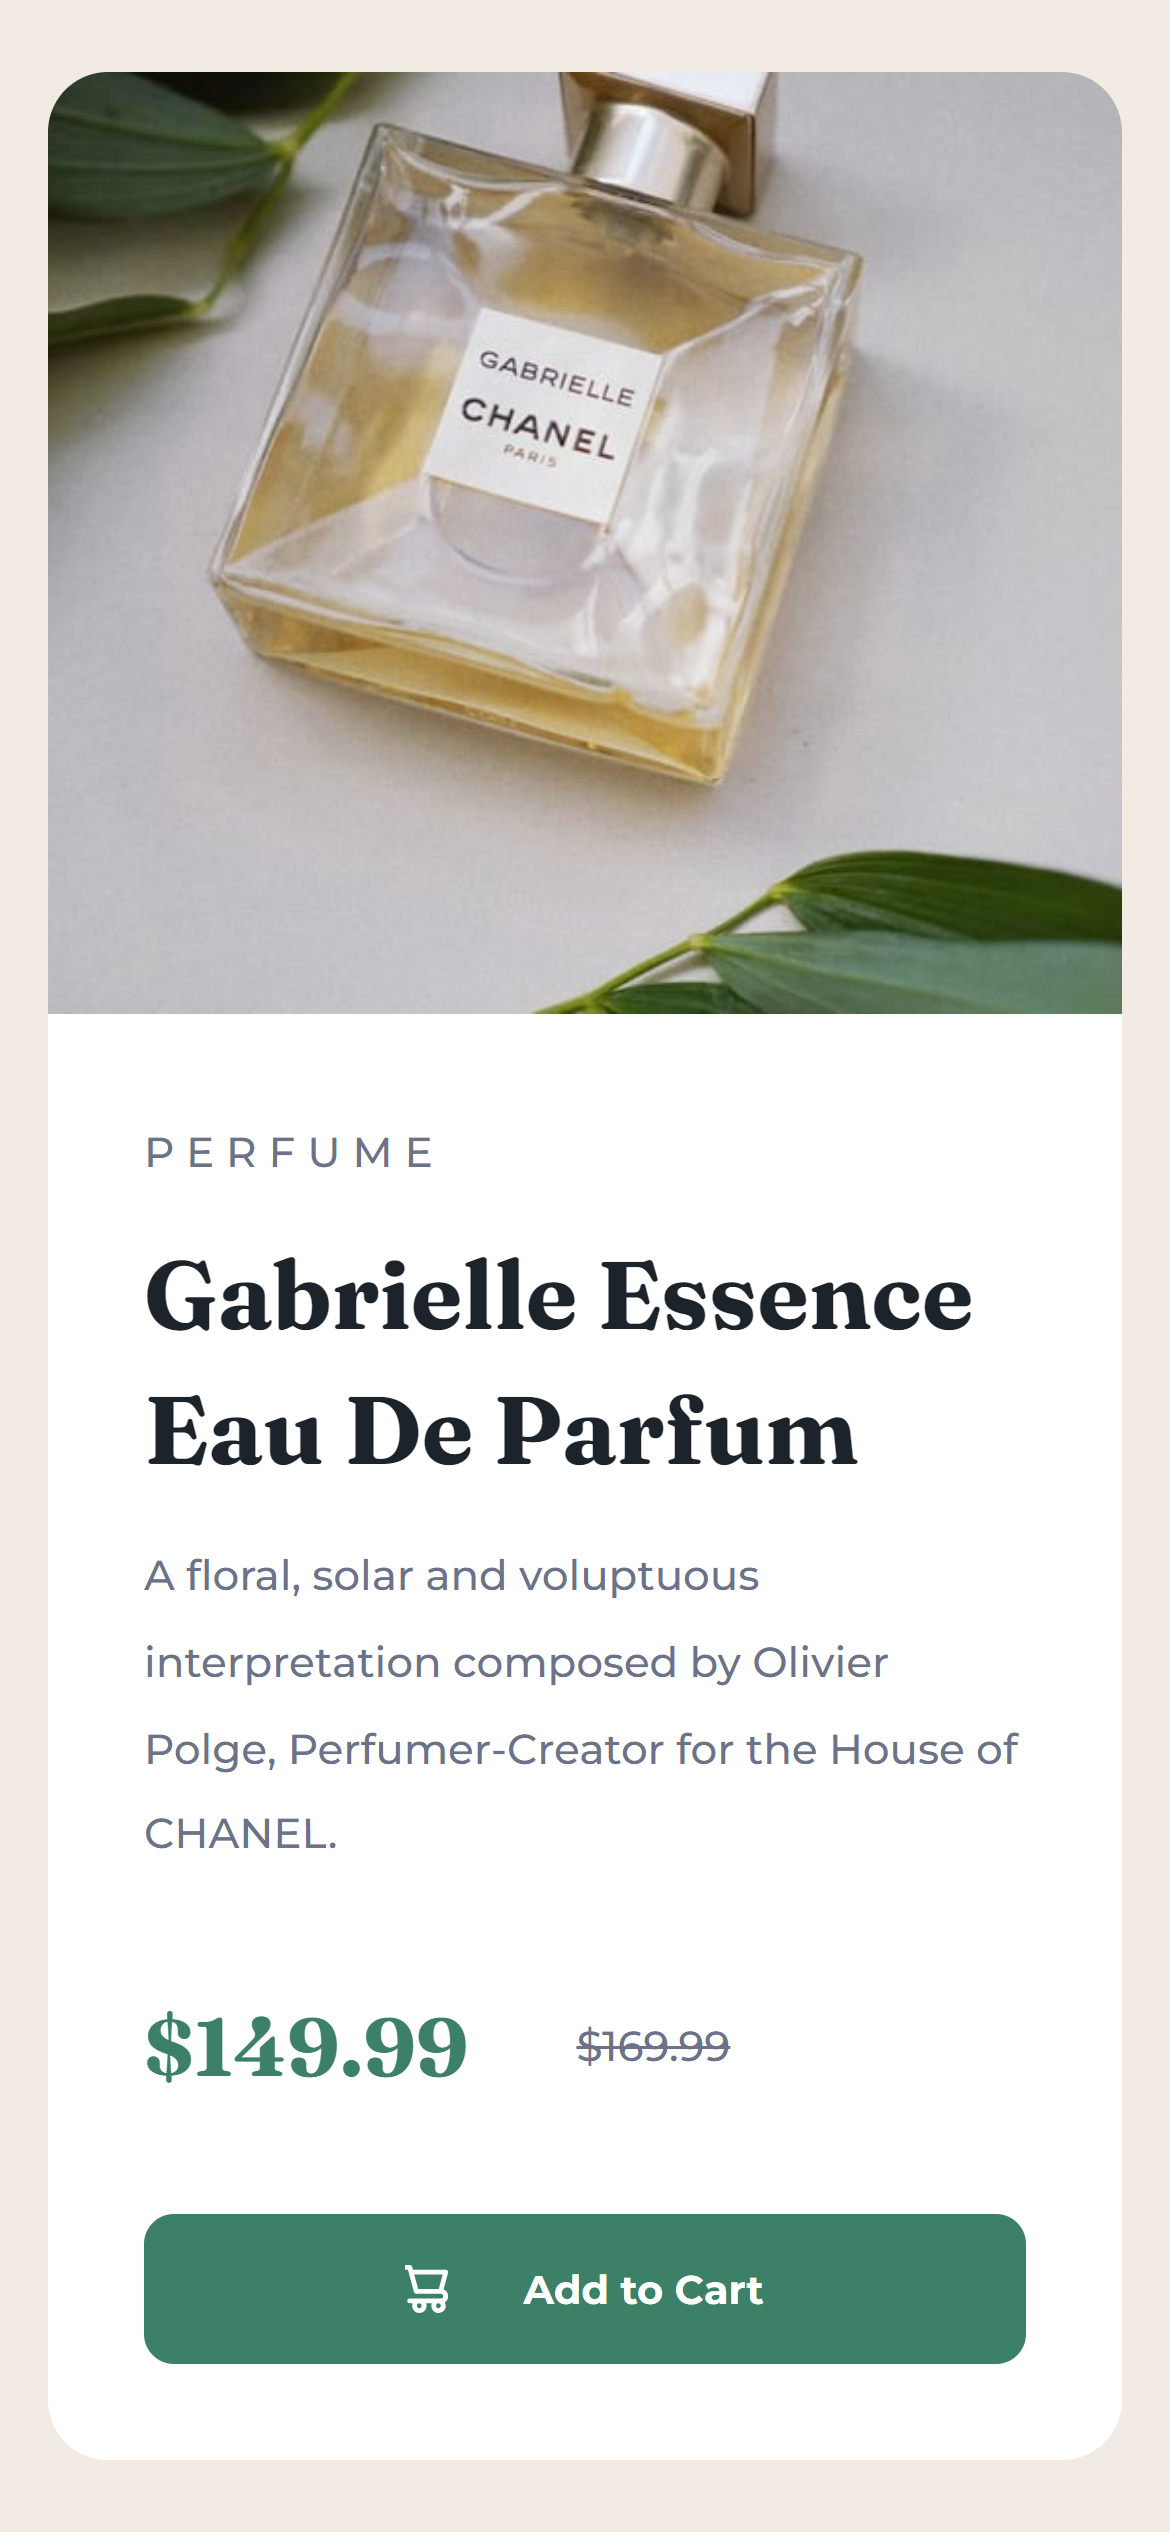 GABRIELLE
CHANEL
PARIS
PERFUME
Gabrielle Essence
Eau De Parfum
A floral, solar and voluptuous
interpretation composed by Olivier
Polge, Perfumer-Creator for the House of
CHANEL.
$149.99 $169.99
Add to Cart